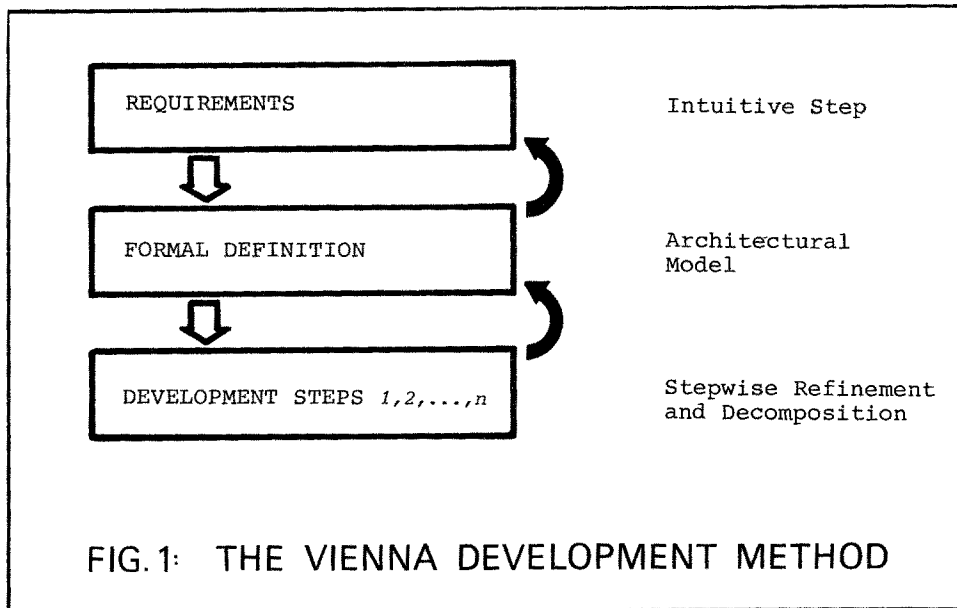 REQUIREMENTS
Intuitive Step
FORMAL DEFINITION
Architectural
Model
DEVELOPMENT STEPS 1,2,...,n
Stepwise Refinement
and Decomposition
FIG. 1: THE VIENNA DEVELOPMENT METHOD